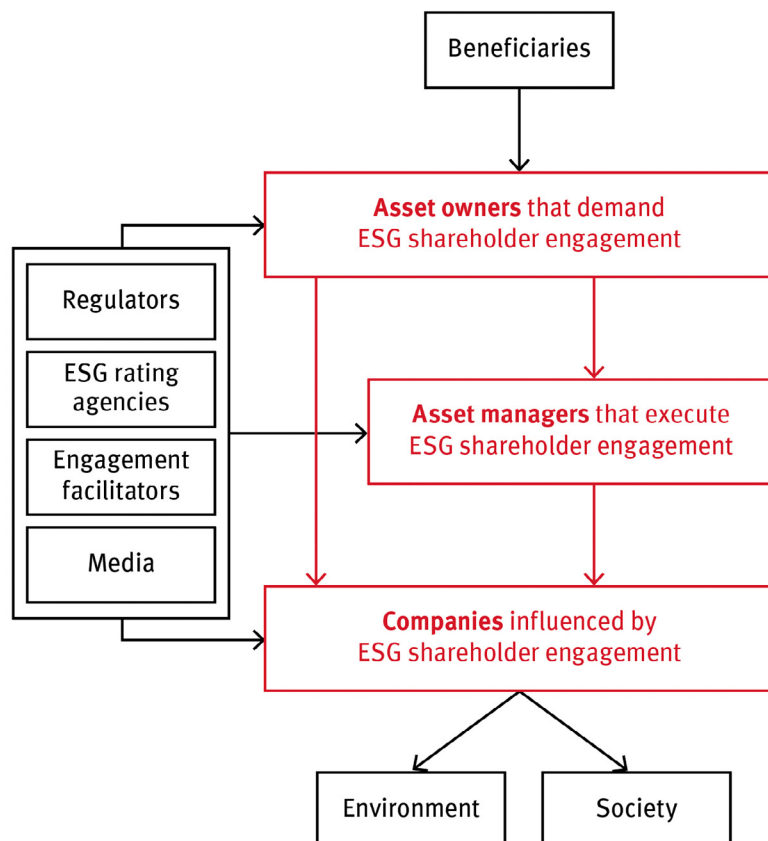 Beneficiaries
Asset owners that demand
ESG shareholder engagement
Regulators
ESG rating
agencies
Engagement
facilitators
Media
Asset managers that execute
ESG shareholder engagement
Companies influenced by
ESG shareholder engagement
Environment
Society